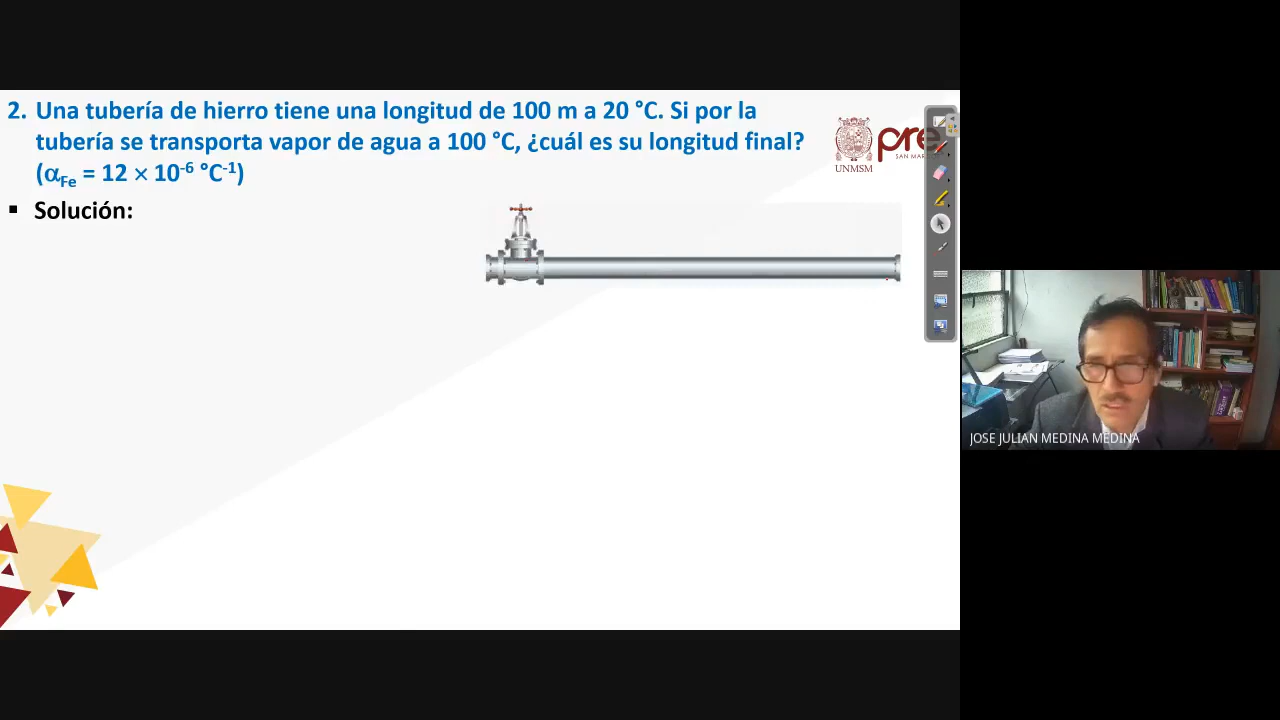 2. Una tubería de hierro tiene una longitud de 100 m a 20 °C. Si por la
tubería se transporta vapor de agua a 100 °C, ¿cuál es su longitud final?
(αFe = 12 × 10⁻⁶ °C⁻¹)
▪ Solución:
UNMSM
pre
SAN MAR
JOSE JULIAN MEDINA MEDINA